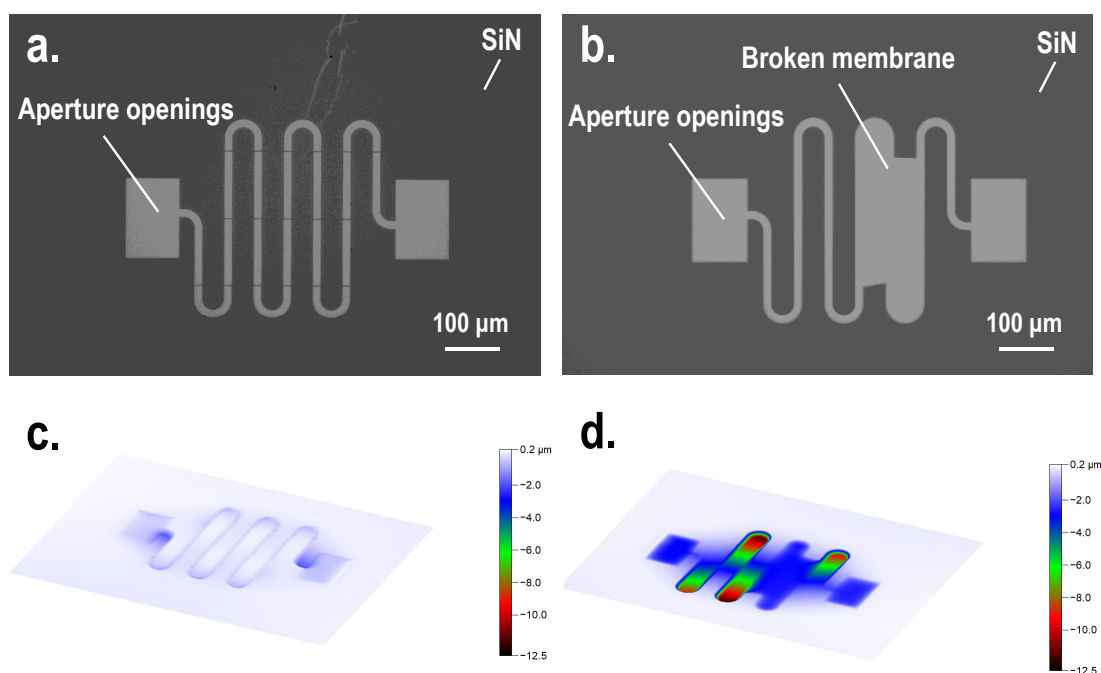 a.
SiN
Aperture openings
100 µm
b.
SiN
Broken membrane
Aperture openings
100 µm
c.
0.2 µm
−2.0
−4.0
−6.0
−8.0
−10.0
−12.5
d.
0.2 µm
−2.0
−4.0
−6.0
−8.0
−10.0
−12.5